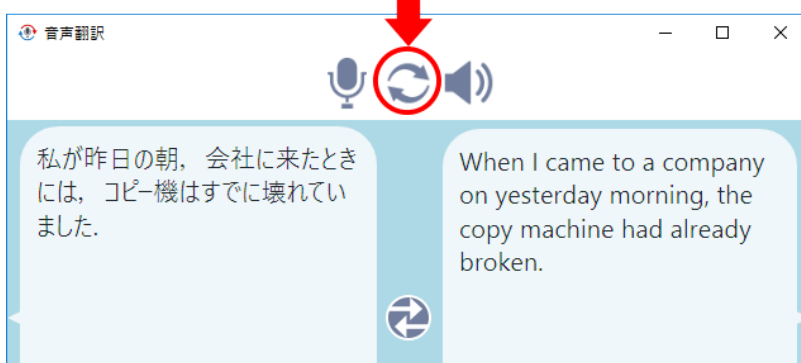 音声翻訳
私が昨日の朝, 会社に来たとき
には, コピー機はすでに壊れてい
ました.
When I came to a company
on yesterday morning, the
copy machine had already
broken.